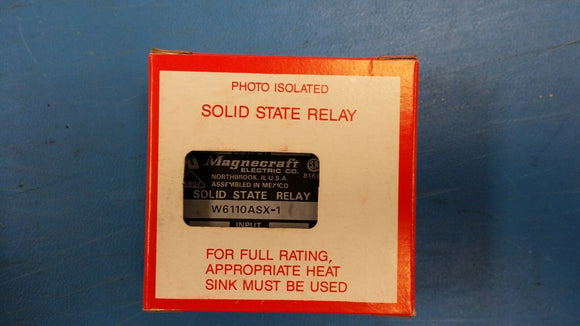 PHOTO ISOLATED
SOLID STATE RELAY
Magnecraft
ELECTRIC CO.
NORTHBROOK, IL U.S.A.
ASSEMBLED IN MEXICO
SOLID STATE RELAY
W6110ASX-1
INPUT
FOR FULL RATING,
APPROPRIATE HEAT
SINK MUST BE USED